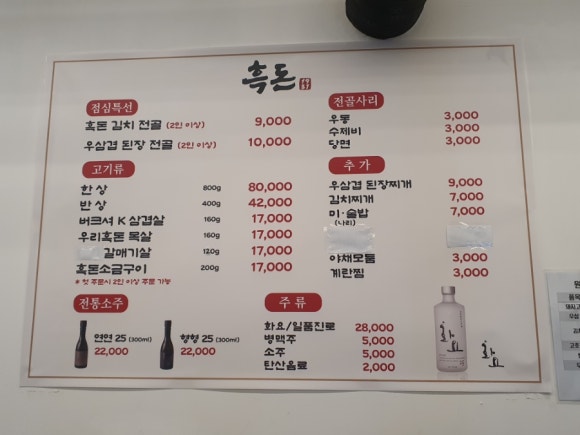 흑돈
점심특선
흑돈 김치 전골 (2인 이상) 9,000
우삼겹 된장 전골 (2인 이상) 10,000
고기류
한 상 800g 80,000
반 상 400g 42,000
버크셔 K 삼겹살 160g 17,000
우리흑돈 목살 160g 17,000
갈매기살 120g 17,000
흑돈소금구이 200g 17,000
* 첫 주문시 2인 이상 주문 가능
전통소주
연연 25 (300ml)
22,000
형형 25 (300ml)
22,000
전골사리
우동 3,000
수제비 3,000
당면 3,000
추 가
우삼겹 된장찌개 9,000
김치찌개 7,000
미·술밥 7,000
(나리)
야채모듬 3,000
계란찜 3,000
주 류
화요/일품진로 28,000
병맥주 5,000
소주 5,000
탄산음료 2,000
화요
화요